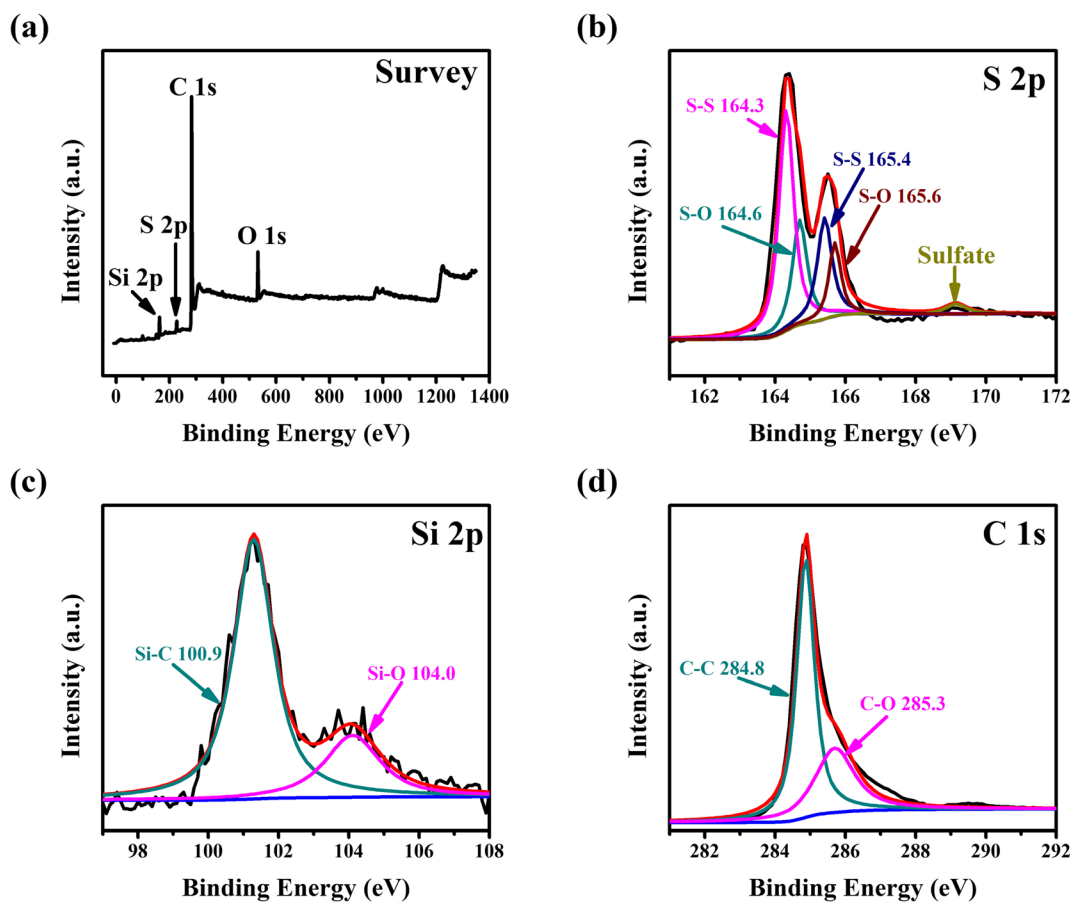 (a)
Survey
C 1s
S 2p
Si 2p
O 1s
Intensity (a.u.)
0 200 400 600 800 1000 1200 1400
Binding Energy (eV)
(b)
S 2p
S-S 164.3
S-S 165.4
S-O 164.6
S-O 165.6
Sulfate
Intensity (a.u.)
162 164 166 168 170 172
Binding Energy (eV)
(c)
Si 2p
Si-C 100.9
Si-O 104.0
Intensity (a.u.)
98 100 102 104 106 108
Binding Energy (eV)
(d)
C 1s
C-C 284.8
C-O 285.3
Intensity (a.u.)
282 284 286 288 290 292
Binding Energy (eV)